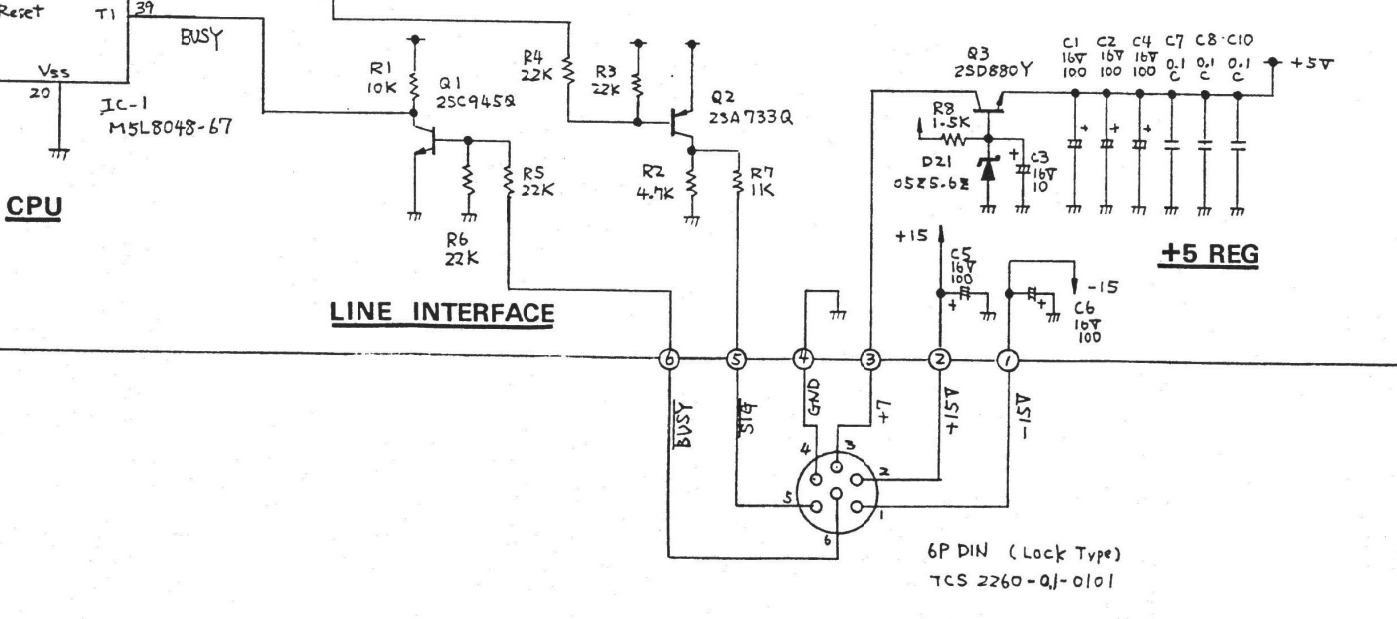 Reset
T1
39
BUSY
Vss
20
IC-1
M5L8048-67
CPU
R1
10K
Q1
2SC945Q
R6
22K
R5
22K
R4
22K
R3
22K
Q2
2SA733Q
R2
4.7K
R7
1K
LINE INTERFACE
Q3
2SD880Y
R8
1.5K
D21
05Z5.6Z
+
C3
16V
10
C1
16V
100
C2
16V
100
C4
16V
100
C7
0.1
C
C8
0.1
C
C10
0.1
C
+
+
+
+5V
+5 REG
+15
C5
16V
100
+
-15
+
C6
16V
100
6
5
4
3
2
1
BUSY
SIG
GND
+7
+15V
-15V
4
3
2
5
1
6
6P DIN (Lock Type)
TCS 2260-01-0101